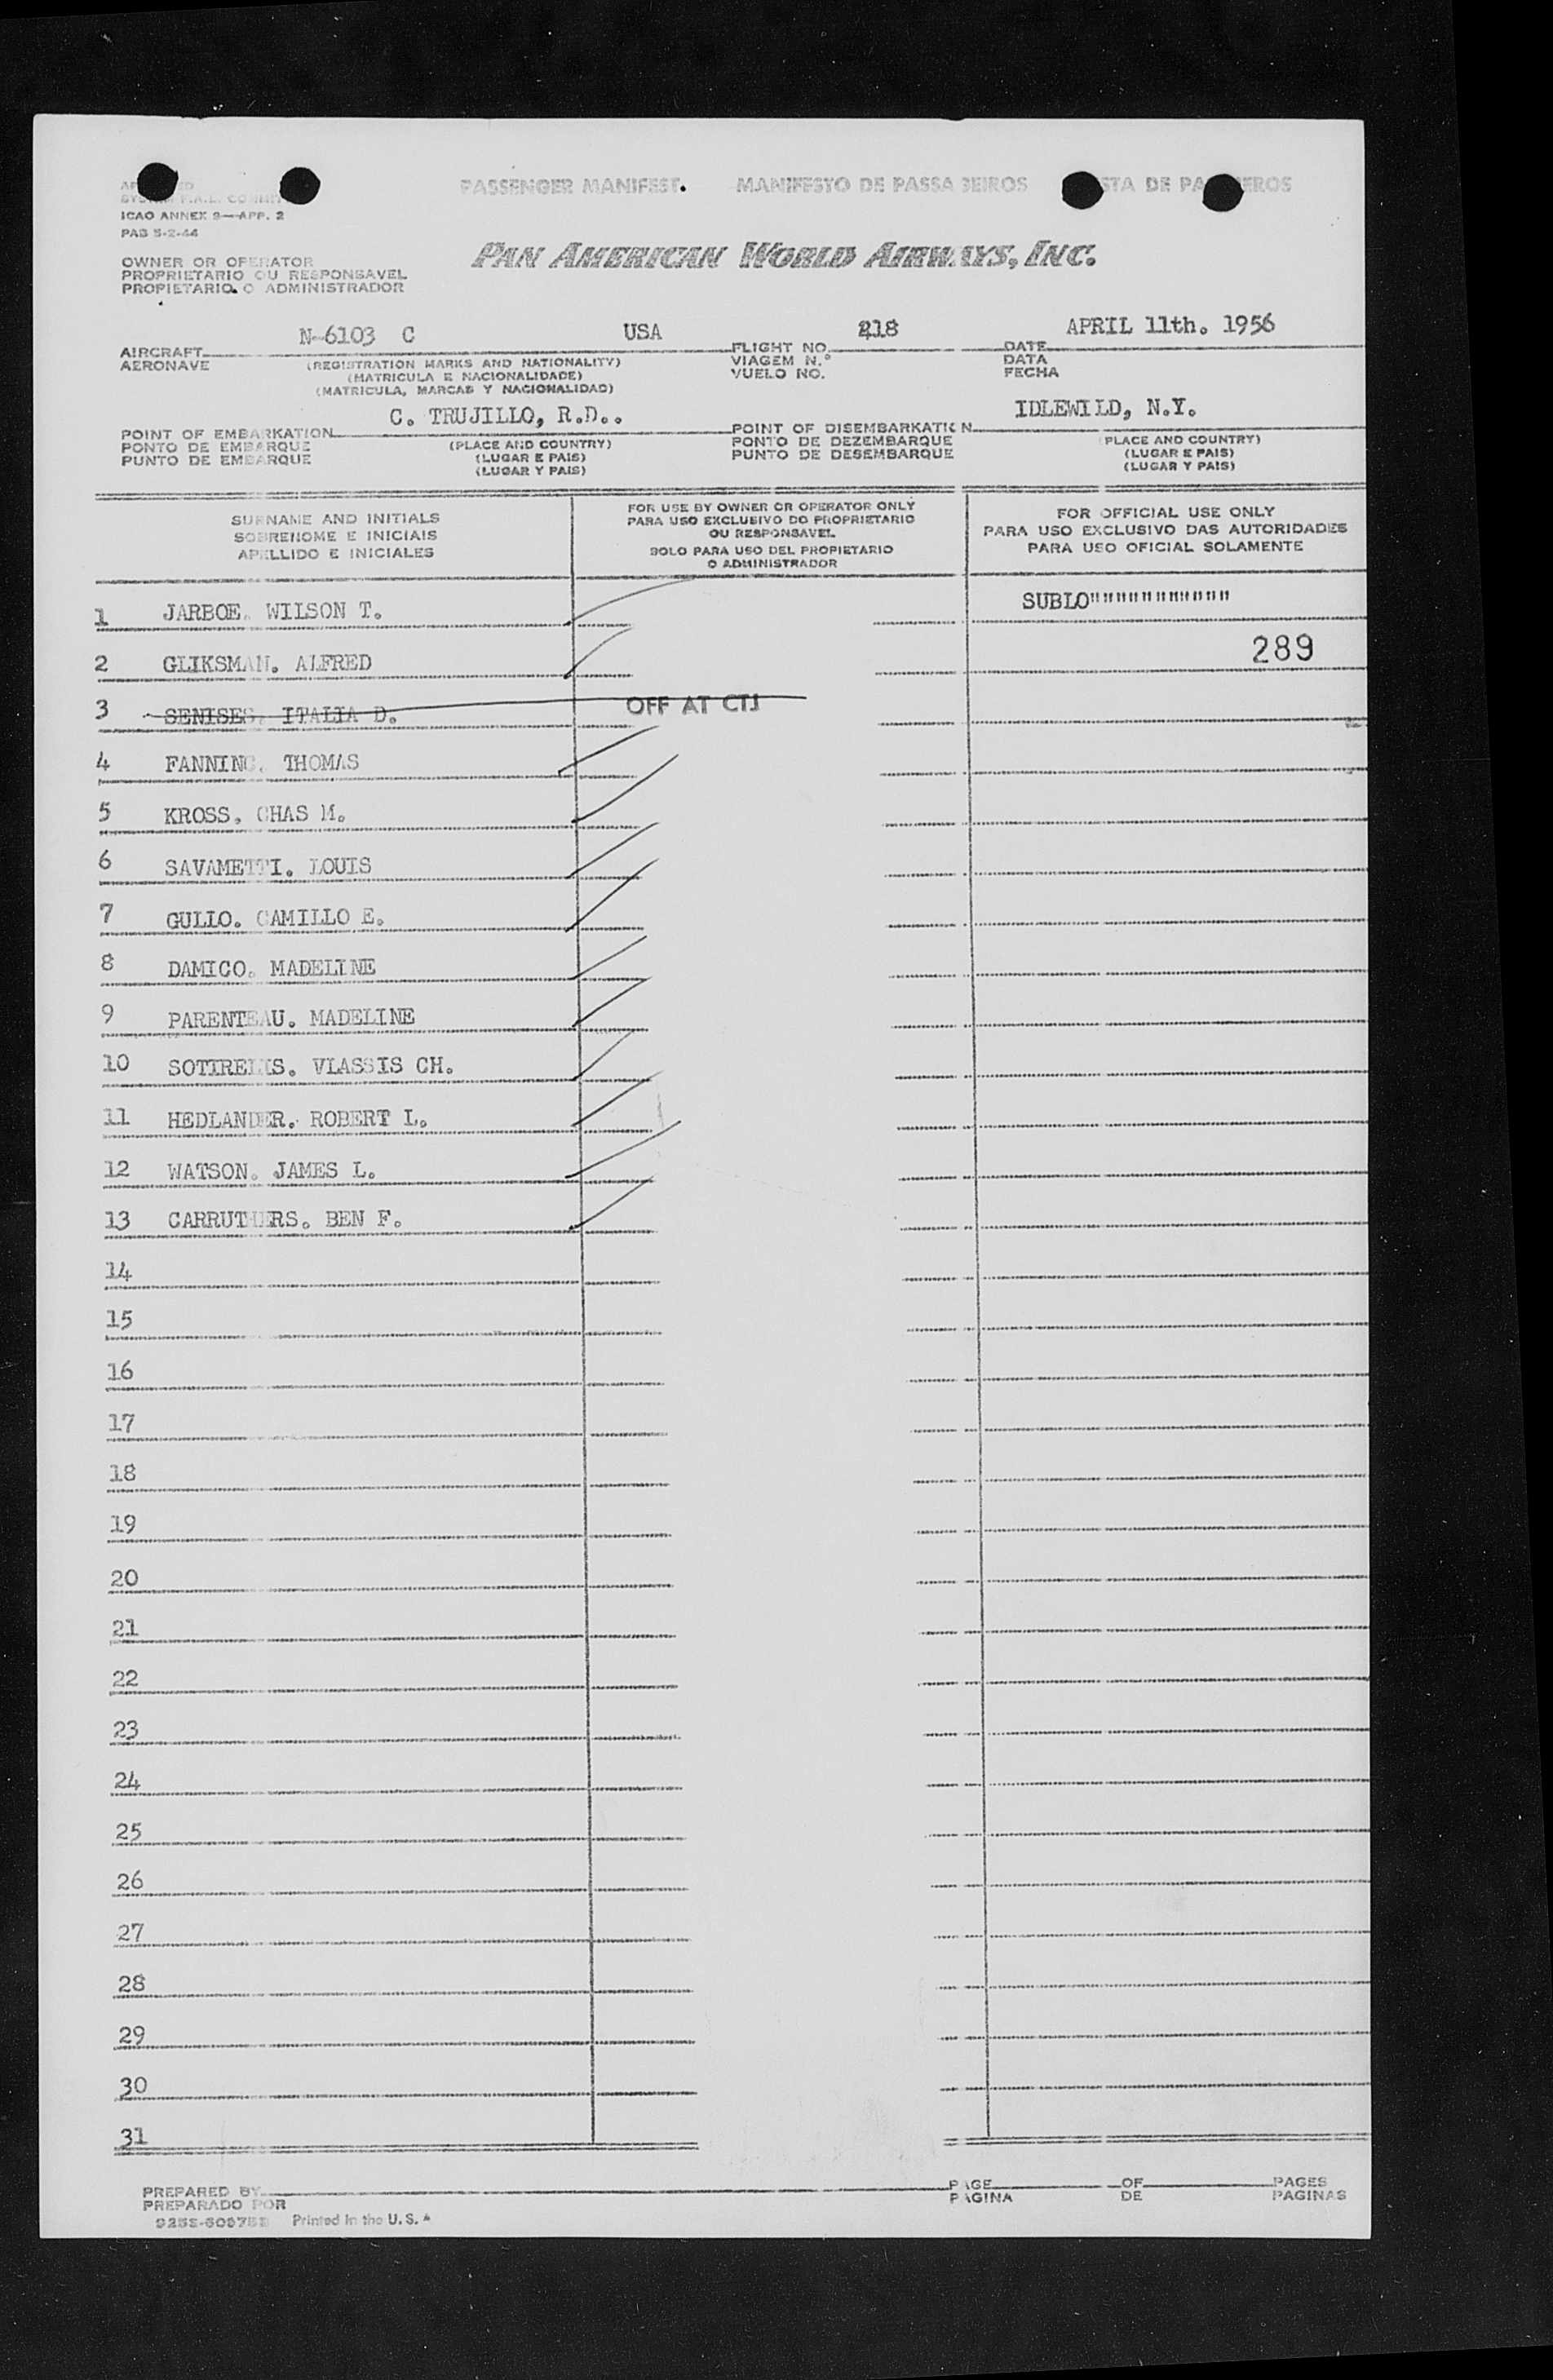 PASSENGER MANIFEST. MANIFESTO DE PASSAGEIROS LISTA DE PASAJEROS
ICAO ANNEX 9—APP. 2
PAB 5-2-44
PAN AMERICAN WORLD AIRWAYS, INC.
OWNER OR OPERATOR
PROPRIETARIO OU RESPONSAVEL
PROPIETARIO O ADMINISTRADOR
N-6103 C USA 218 APRIL 11th. 1956
AIRCRAFT FLIGHT NO. DATE
AERONAVE (REGISTRATION MARKS AND NATIONALITY) VIAGEM N.º DATA
(MATRICULA E NACIONALIDADE) VUELO NO. FECHA
(MATRICULA, MARCAS Y NACIONALIDAD)
C. TRUJILLO, R.D.. IDLEWILD, N.Y.
POINT OF EMBARKATION POINT OF DISEMBARKATION
PONTO DE EMBARQUE (PLACE AND COUNTRY) PONTO DE DEZEMBARQUE (PLACE AND COUNTRY)
PUNTO DE EMBARQUE (LUGAR E PAIS) PUNTO DE DESEMBARQUE (LUGAR E PAIS)
(LUGAR Y PAIS) (LUGAR Y PAIS)
SURNAME AND INITIALS
SOBRENOME E INICIAIS
APELLIDO E INICIALES
FOR USE BY OWNER OR OPERATOR ONLY
PARA USO EXCLUSIVO DO PROPRIETARIO
OU RESPONSAVEL
SOLO PARA USO DEL PROPIETARIO
O ADMINISTRADOR
FOR OFFICIAL USE ONLY
PARA USO EXCLUSIVO DAS AUTORIDADES
PARA USO OFICIAL SOLAMENTE
1 JARBOE. WILSON T. SUBLO"""""""""""
2 GLIKSMAN. ALFRED 289
3 SENISES, ITALIA D. OFF AT CTJ
4 FANNING. THOMAS
5 KROSS. CHAS M.
6 SAVAMETTI. LOUIS
7 GULLO. CAMILLO E.
8 DAMICO. MADELINE
9 PARENTEAU. MADELINE
10 SOTIRELIS. VLASSIS CH.
11 HEDLANDER. ROBERT L.
12 WATSON. JAMES L.
13 CARRUTHERS. BEN F.
14
15
16
17
18
19
20
21
22
23
24
25
26
27
28
29
30
31
PREPARED BY PAGE OF PAGES
PREPARADO POR PAGINA DE PAGINAS
Printed in the U. S. A